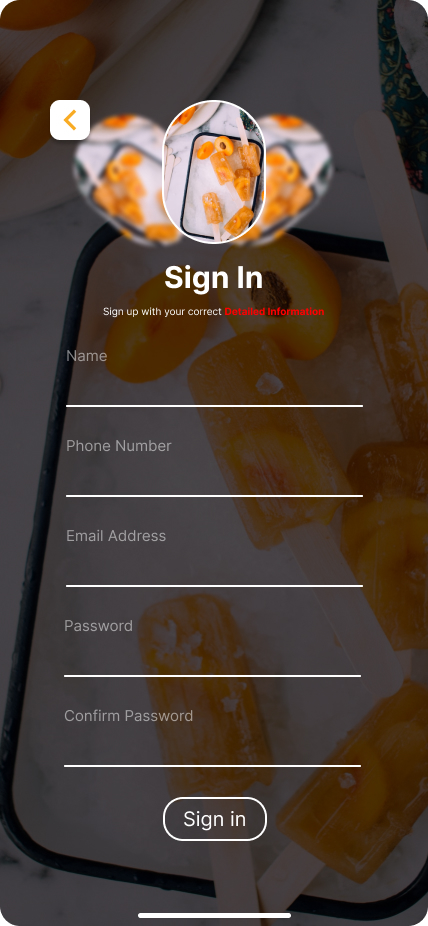 Sign In
Sign up with your correct Detailed Information
Name
Phone Number
Email Address
Password
Confirm Password
Sign in